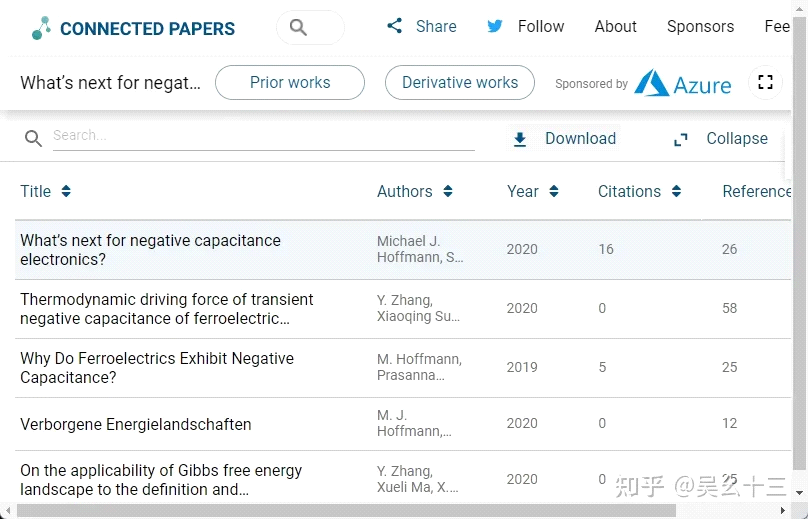 CONNECTED PAPERS
Share
Follow
About
Sponsors
Fee
What's next for negat...
Prior works
Derivative works
Sponsored by
Azure
Search...
Download
Collapse
Title
Authors
Year
Citations
Reference
What's next for negative capacitance
electronics?
Michael J.
Hoffmann, S...
2020
16
26
Thermodynamic driving force of transient
negative capacitance of ferroelectric...
Y. Zhang,
Xiaoqing Su...
2020
0
58
Why Do Ferroelectrics Exhibit Negative
Capacitance?
M. Hoffmann,
Prasanna...
2019
5
25
Verborgene Energielandschaften
M. J.
Hoffmann,...
2020
0
12
On the applicability of Gibbs free energy
landscape to the definition and...
Y. Zhang,
Xueli Ma, X....
2020
0
25
知乎 @吴玄十三